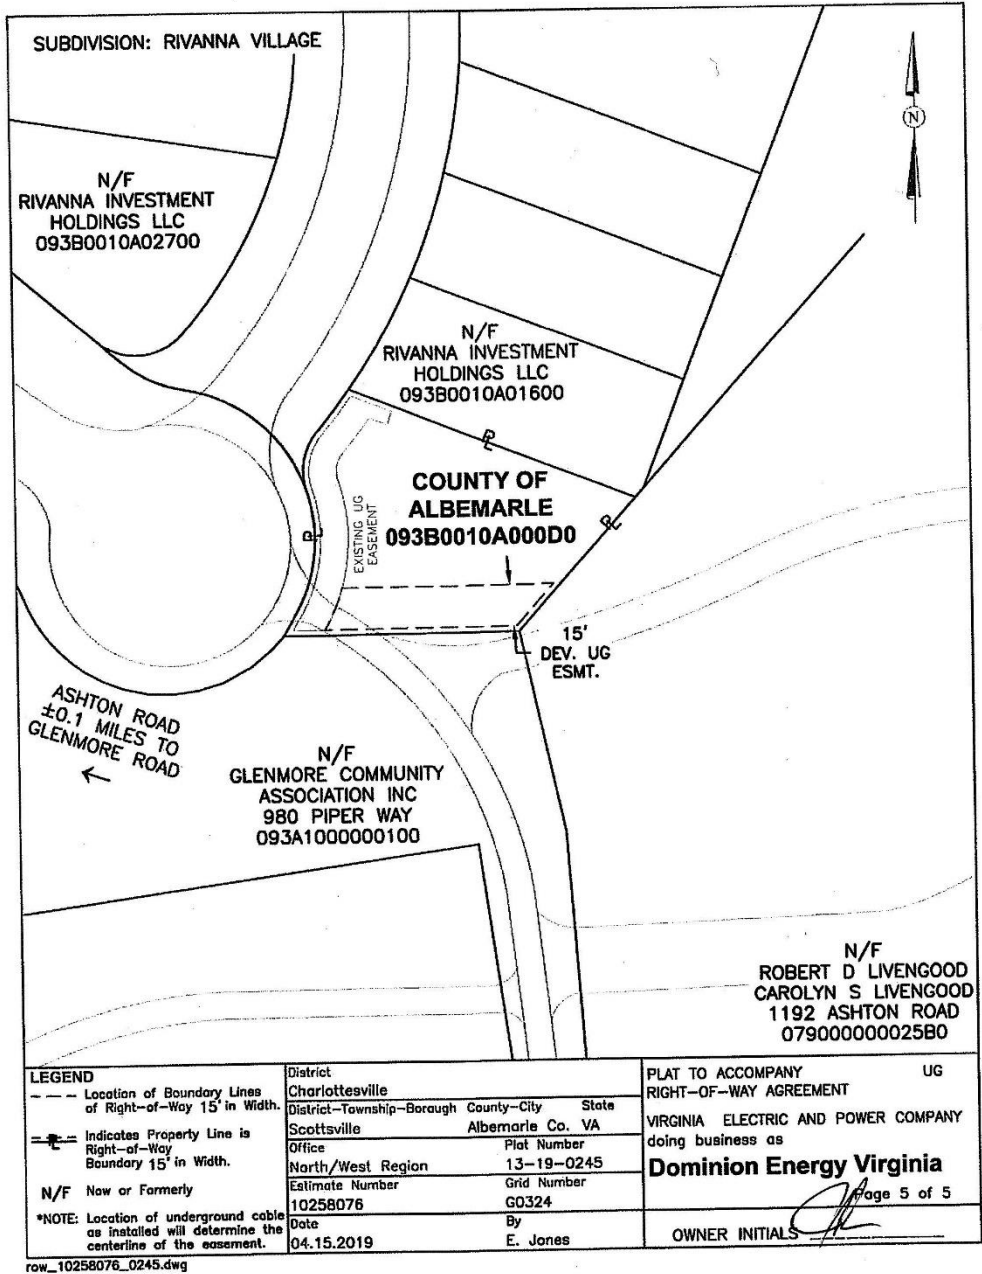 SUBDIVISION: RIVANNA VILLAGE
N
N/F
RIVANNA INVESTMENT
HOLDINGS LLC
093B0010A02700
N/F
RIVANNA INVESTMENT
HOLDINGS LLC
093B0010A01600
PL
COUNTY OF
ALBEMARLE
093B0010A000D0
PL
PL
EXISTING UG
EASEMENT
15'
DEV. UG
ESMT.
ASHTON ROAD
±0.1 MILES TO
GLENMORE ROAD
←
N/F
GLENMORE COMMUNITY
ASSOCIATION INC
980 PIPER WAY
093A1000000100
N/F
ROBERT D LIVENGOOD
CAROLYN S LIVENGOOD
1192 ASHTON ROAD
079000000025B0
LEGEND
Location of Boundary Lines
of Right-of-Way 15' in Width.
PL Indicates Property Line is
Right-of-Way
Boundary 15' in Width.
N/F Now or Formerly
*NOTE: Location of underground cable
as installed will determine the
centerline of the easement.
District
Charlottesville
District-Township-Borough County-City State
Scottsville Albemarle Co. VA
Office Plat Number
North/West Region 13-19-0245
Estimate Number Grid Number
10258076 G0324
Date By
04.15.2019 E. Jones
PLAT TO ACCOMPANY UG
RIGHT-OF-WAY AGREEMENT
VIRGINIA ELECTRIC AND POWER COMPANY
doing business as
Dominion Energy Virginia
Page 5 of 5
OWNER INITIALS
row_10258076_0245.dwg